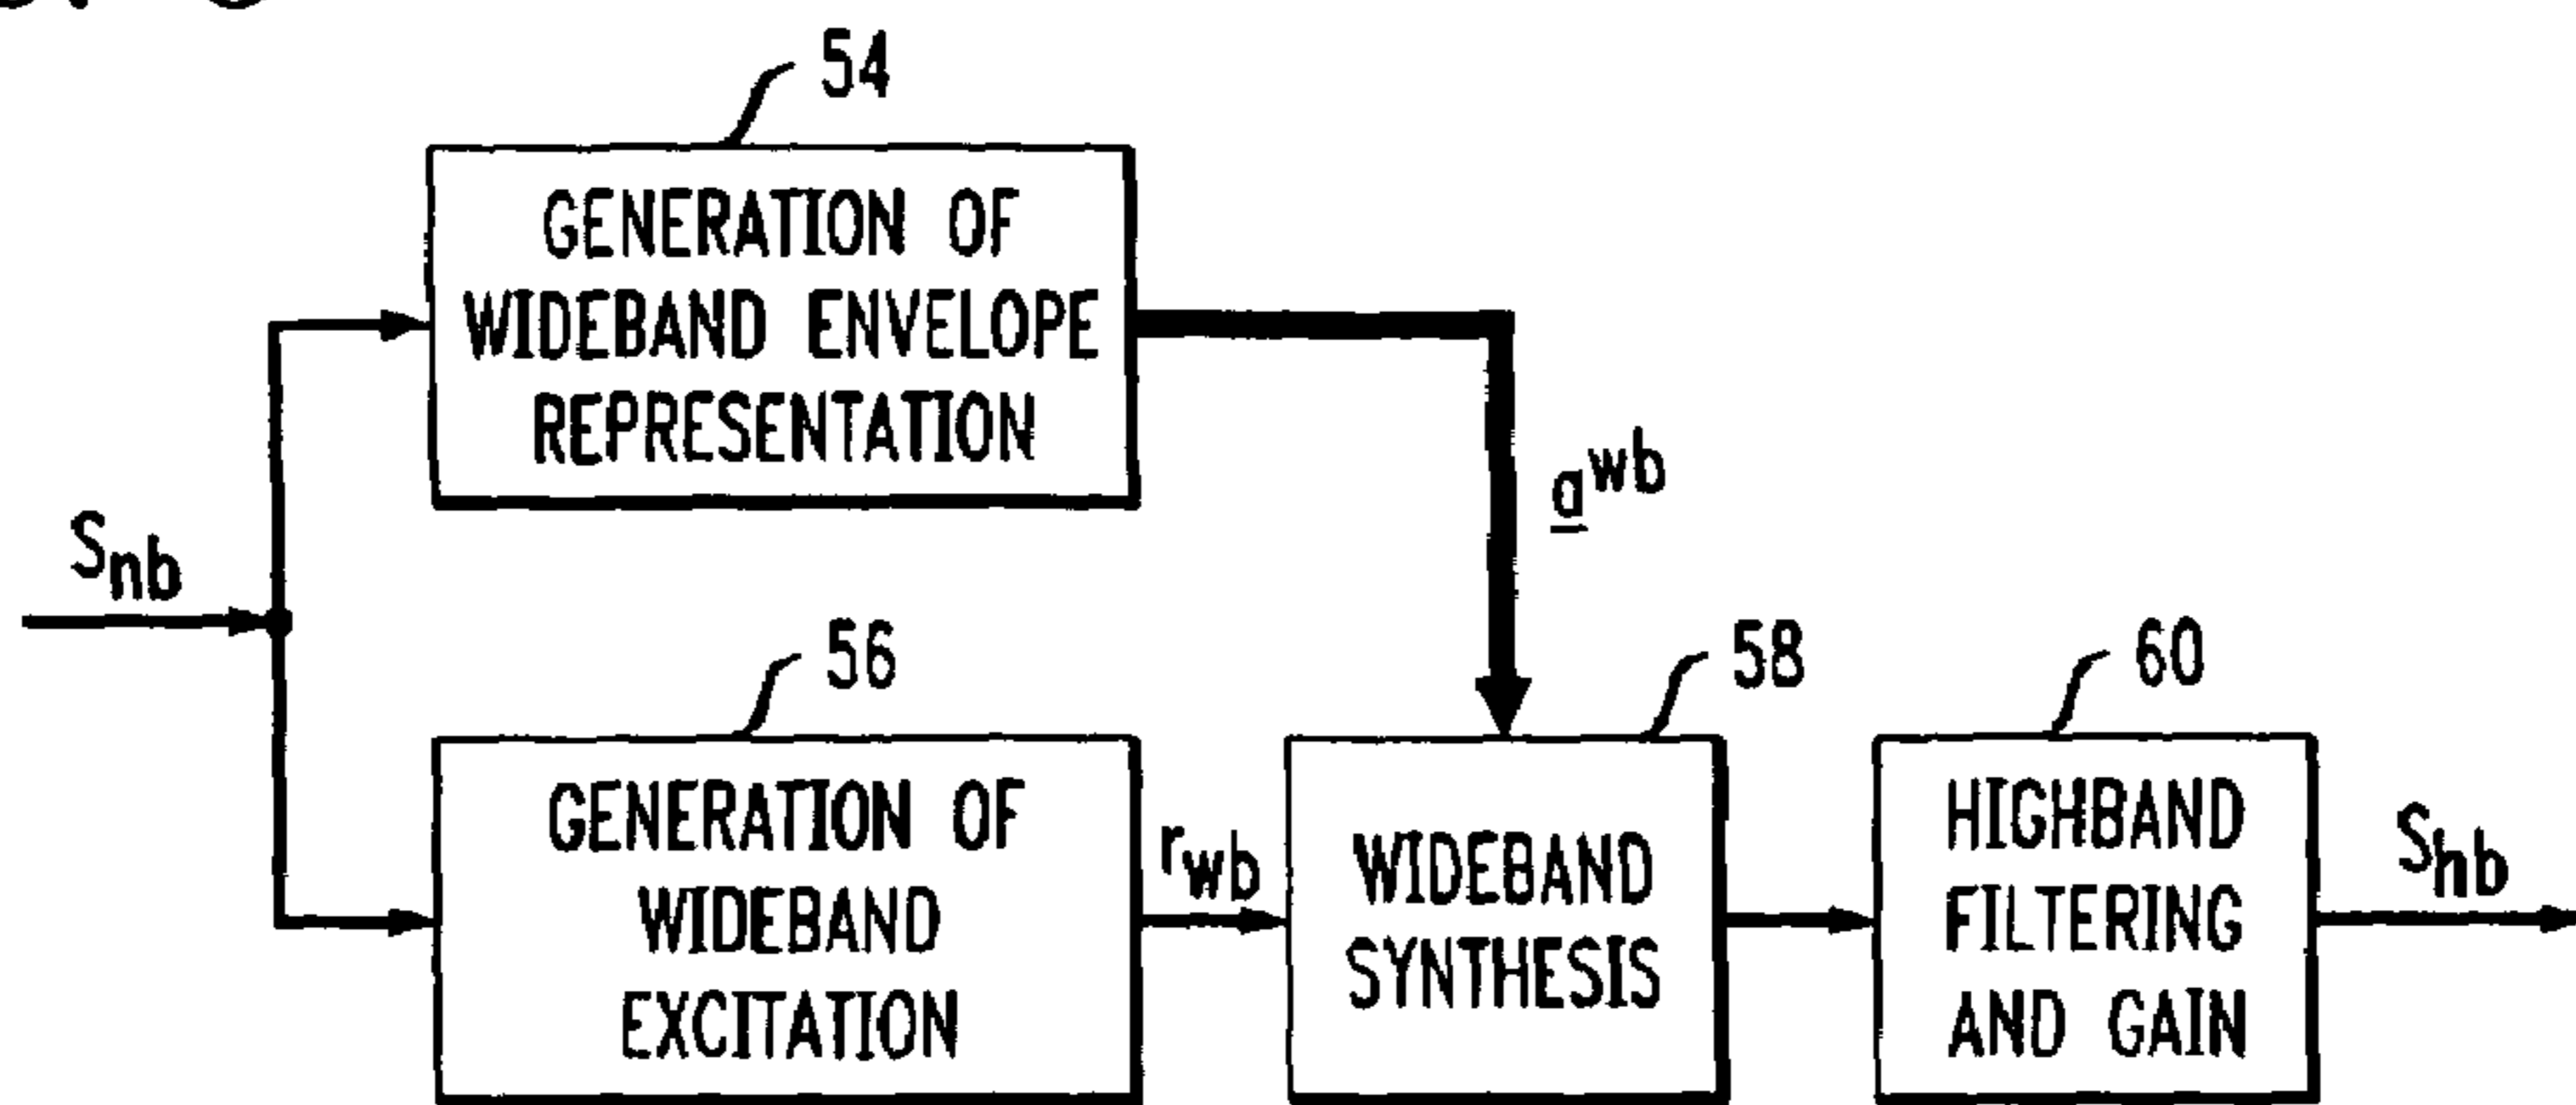 54
GENERATION OF
WIDEBAND ENVELOPE
REPRESENTATION
a^wb
S_nb
56
GENERATION OF
WIDEBAND
EXCITATION
r_wb
58
WIDEBAND
SYNTHESIS
60
HIGHBAND
FILTERING
AND GAIN
S_hb